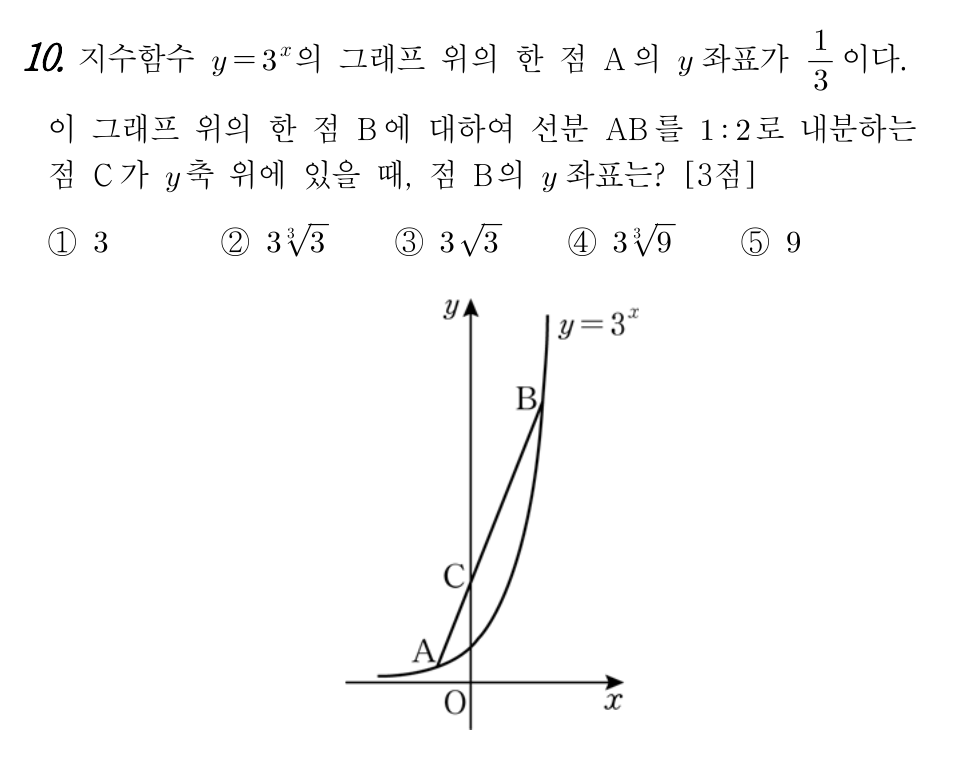 10. 지수함수 y=3^x의 그래프 위의 한 점 A의 y좌표가 1/3이다.
이 그래프 위의 한 점 B에 대하여 선분 AB를 1:2로 내분하는
점 C가 y축 위에 있을 때, 점 B의 y좌표는? [3점]
① 3 ② 3∛3 ③ 3√3 ④ 3∛9 ⑤ 9
y
y=3^x
B
C
A
O
x